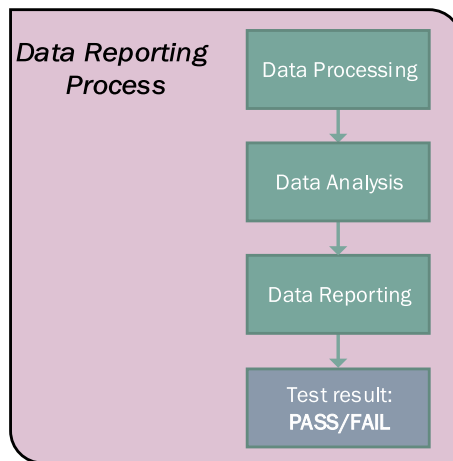 Data Reporting
Process
Data Processing
Data Analysis
Data Reporting
Test result:
PASS/FAIL